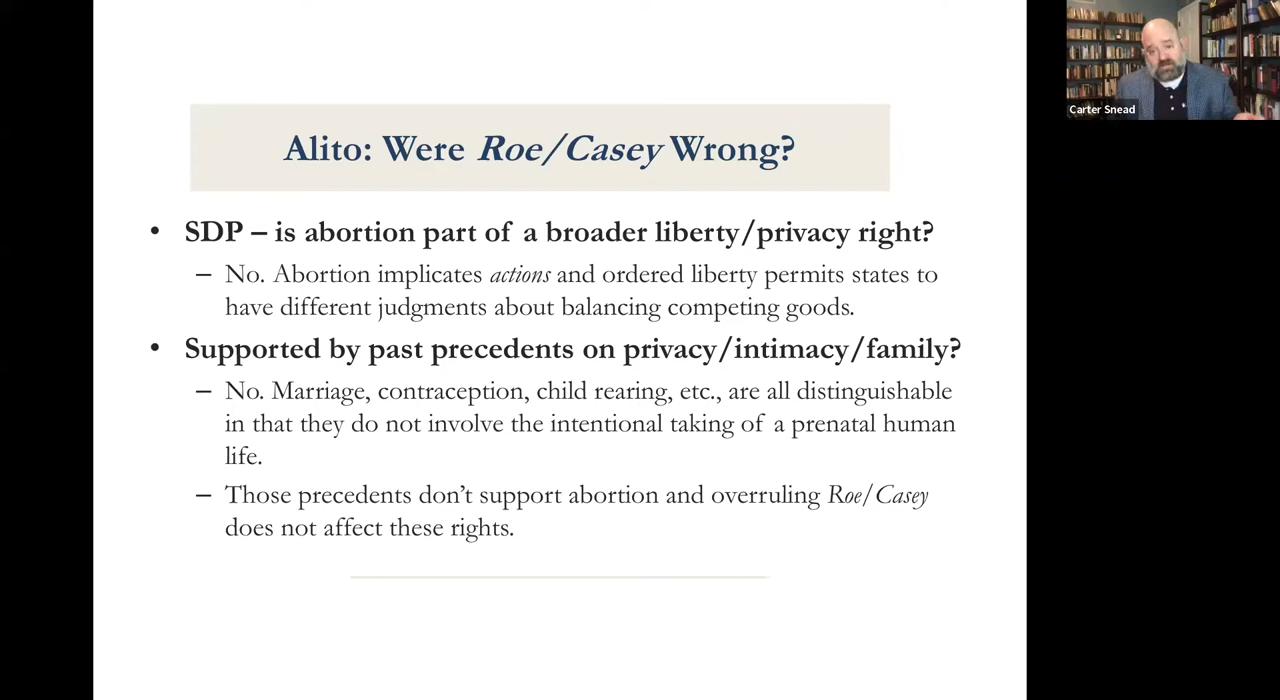 Alito: Were Roe/Casey Wrong?
• SDP – is abortion part of a broader liberty/privacy right?
– No. Abortion implicates actions and ordered liberty permits states to
have different judgments about balancing competing goods.
• Supported by past precedents on privacy/intimacy/family?
– No. Marriage, contraception, child rearing, etc., are all distinguishable
in that they do not involve the intentional taking of a prenatal human
life.
– Those precedents don't support abortion and overruling Roe/Casey
does not affect these rights.
Carter Snead